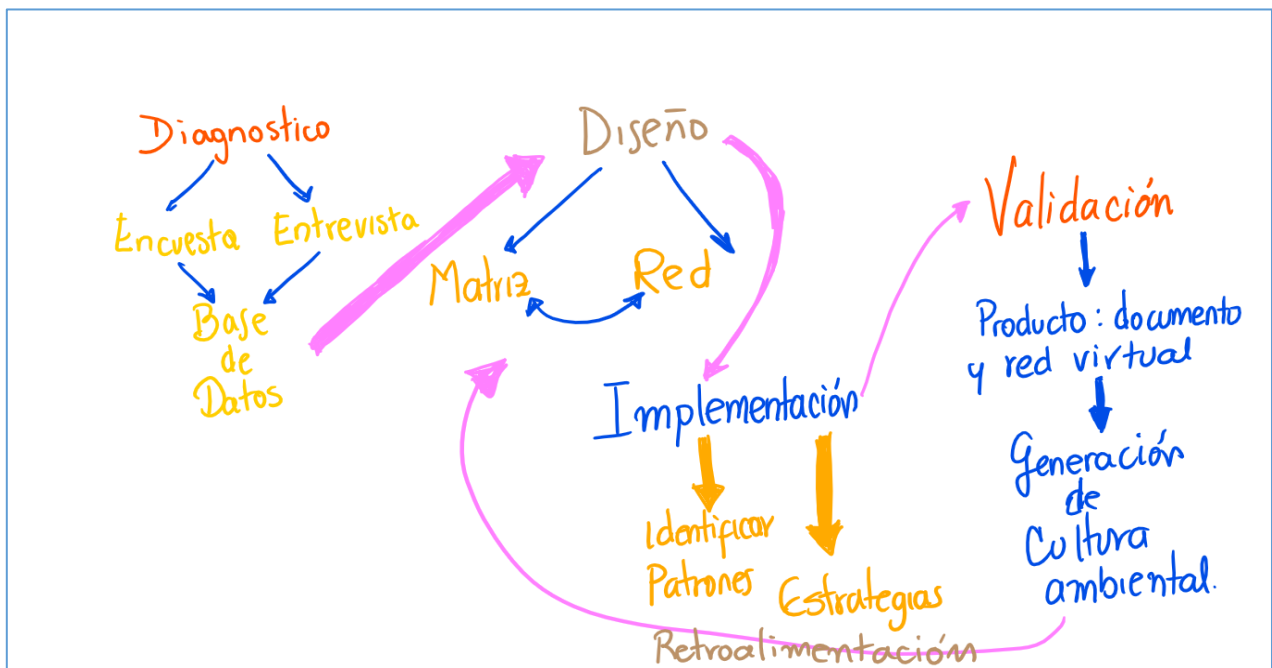 Diagnostico
Encuesta
Entrevista
Base
de
Datos
Diseño
Matriz
Red
Implementación
Identificar
Patrones
Estrategias
Validación
Producto: documento
y red virtual
Generación
de
Cultura
ambiental.
Retroalimentación